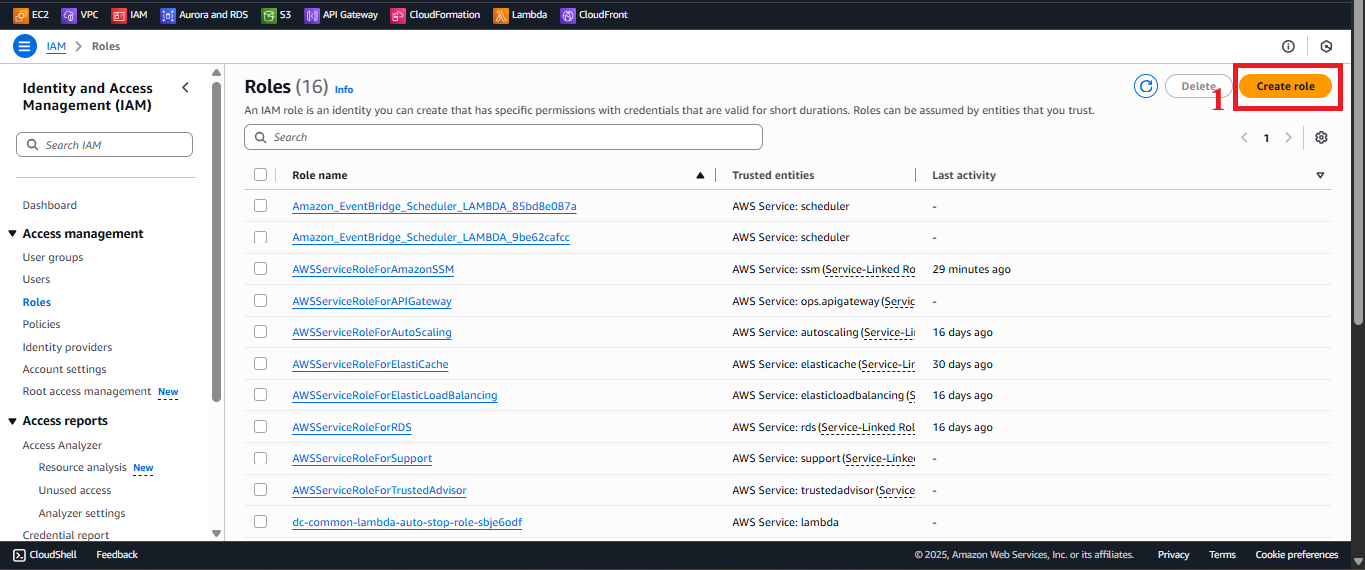 EC2 VPC IAM Aurora and RDS S3 API Gateway CloudFormation Lambda CloudFront
IAM > Roles
Identity and Access Management (IAM)
Search IAM
Dashboard
Access management
User groups
Users
Roles
Policies
Identity providers
Account settings
Root access management New
Access reports
Access Analyzer
Resource analysis New
Unused access
Analyzer settings
Credential report
Roles (16) Info
Delete
1
Create role
An IAM role is an identity you can create that has specific permissions with credentials that are valid for short durations. Roles can be assumed by entities that you trust.
Search
1
Role name Trusted entities Last activity
Amazon_EventBridge_Scheduler_LAMBDA_85bd8e087a AWS Service: scheduler -
Amazon_EventBridge_Scheduler_LAMBDA_9be62cafcc AWS Service: scheduler -
AWSServiceRoleForAmazonSSM AWS Service: ssm (Service-Linked Ro 29 minutes ago
AWSServiceRoleForAPIGateway AWS Service: ops.apigateway (Servic -
AWSServiceRoleForAutoScaling AWS Service: autoscaling (Service-Li 16 days ago
AWSServiceRoleForElastiCache AWS Service: elasticache (Service-Lir 30 days ago
AWSServiceRoleForElasticLoadBalancing AWS Service: elasticloadbalancing (S 16 days ago
AWSServiceRoleForRDS AWS Service: rds (Service-Linked Rol 16 days ago
AWSServiceRoleForSupport AWS Service: support (Service-Linke -
AWSServiceRoleForTrustedAdvisor AWS Service: trustedadvisor (Service -
dc-common-lambda-auto-stop-role-sbje6odf AWS Service: lambda -
CloudShell Feedback © 2025, Amazon Web Services, Inc. or its affiliates. Privacy Terms Cookie preferences